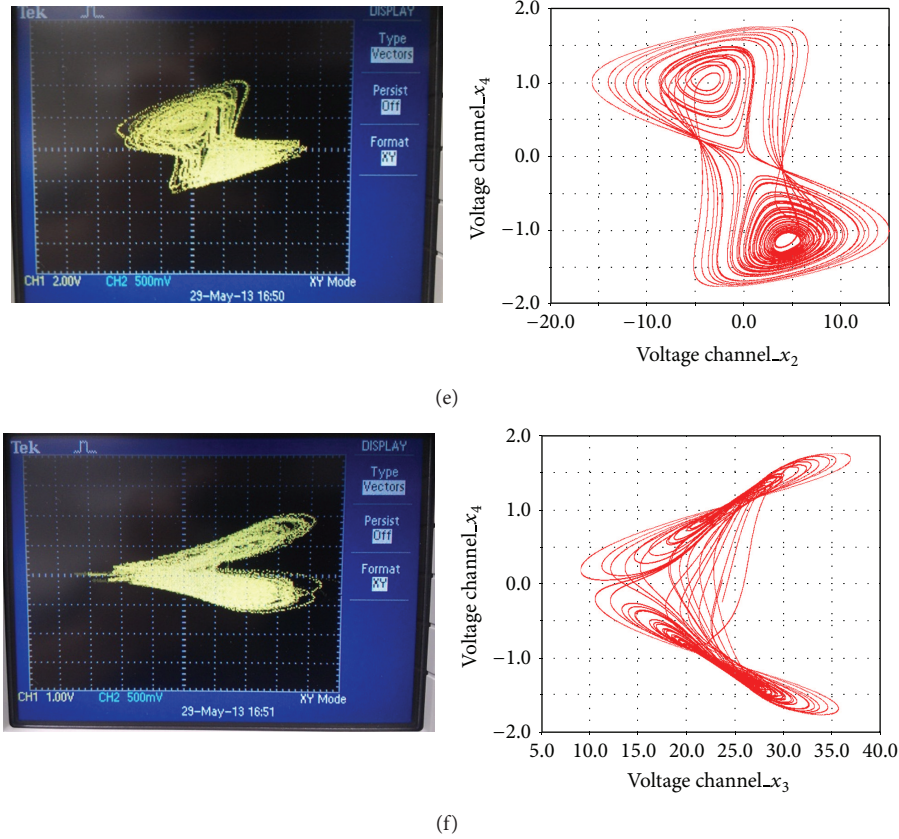 Tek
DISPLAY
Type
Vectors
Persist
Off
Format
XY
CH1 2.00V CH2 500mV XY Mode
29-May-13 16:50
2.0
1.0
0.0
−1.0
−2.0
Voltage channel_x4
−20.0 −10.0 0.0 10.0
Voltage channel_x2
(e)
Tek
DISPLAY
Type
Vectors
Persist
Off
Format
XY
CH1 1.00V CH2 500mV XY Mode
29-May-13 16:51
2.0
1.0
0.0
−1.0
−2.0
Voltage channel_x4
5.0 10.0 15.0 20.0 25.0 30.0 35.0 40.0
Voltage channel_x3
(f)